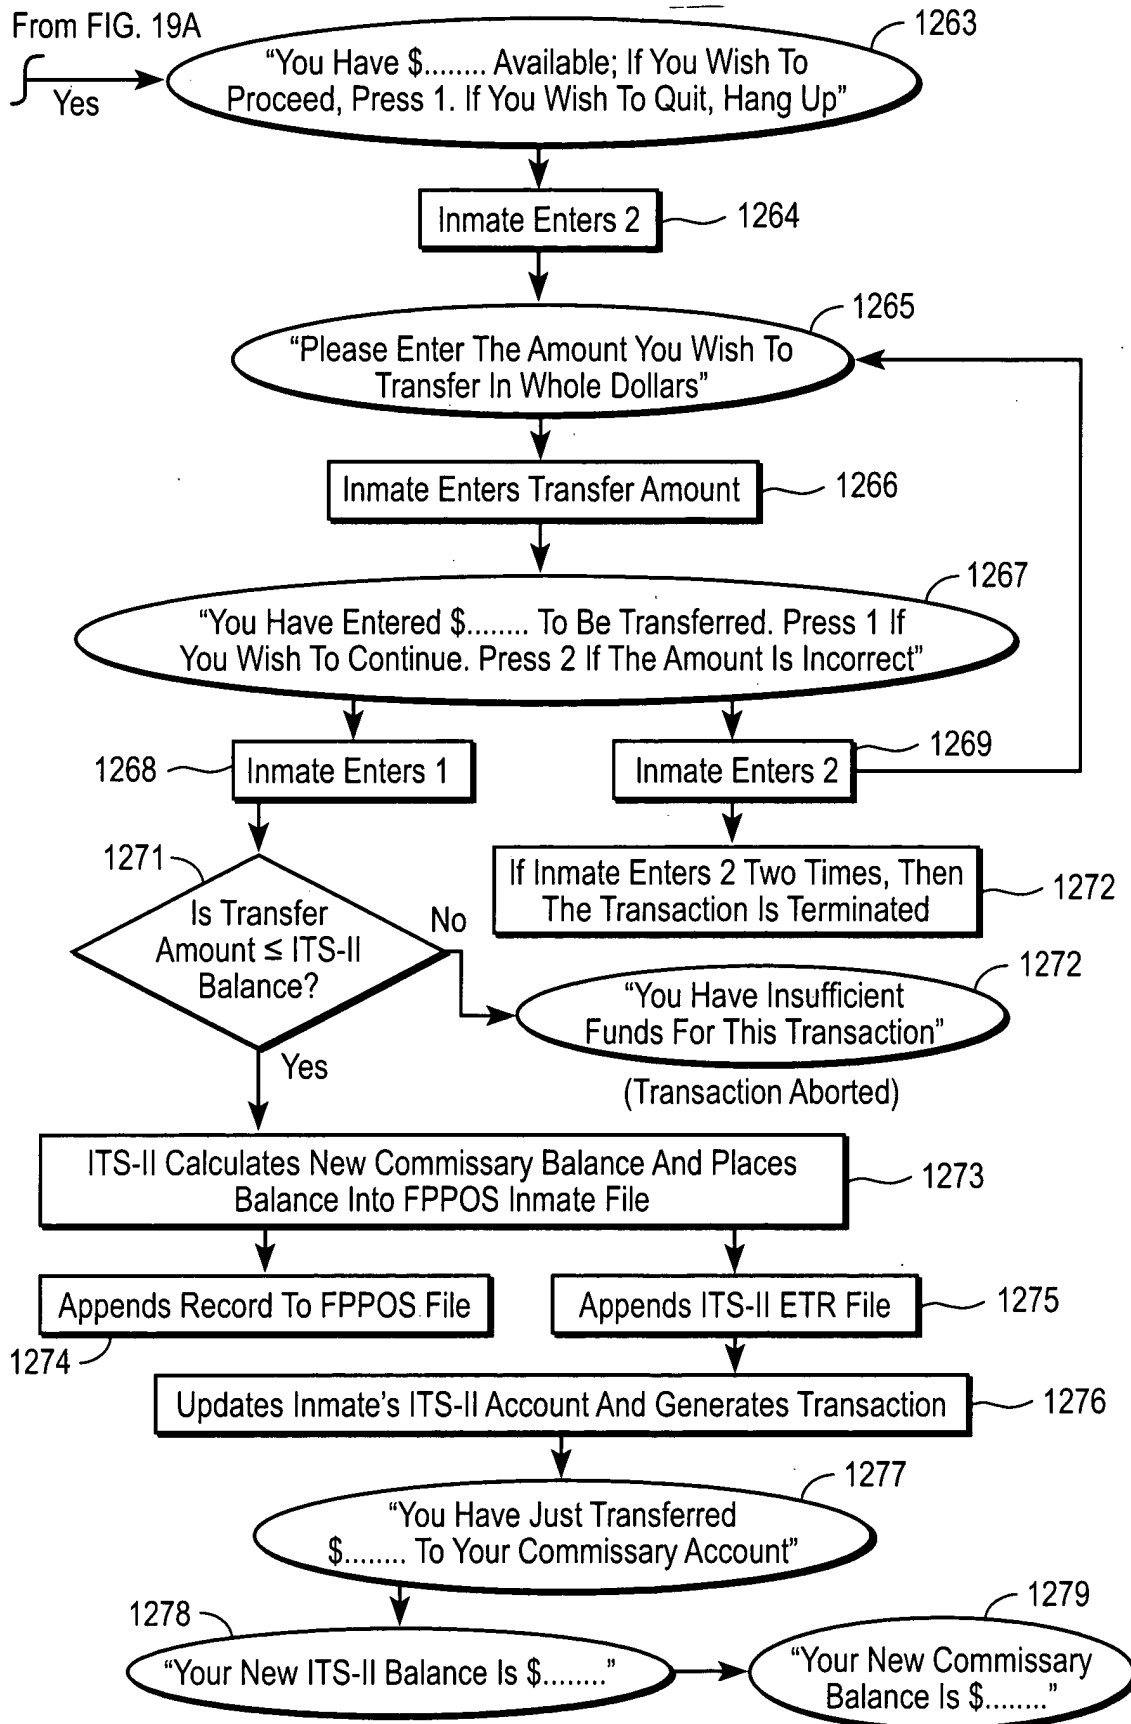 From FIG. 19A
Yes
1263
“You Have $........ Available; If You Wish To
Proceed, Press 1. If You Wish To Quit, Hang Up”
Inmate Enters 2
1264
1265
“Please Enter The Amount You Wish To
Transfer In Whole Dollars”
Inmate Enters Transfer Amount
1266
1267
“You Have Entered $........ To Be Transferred. Press 1 If
You Wish To Continue. Press 2 If The Amount Is Incorrect”
1268
Inmate Enters 1
Inmate Enters 2
1269
1271
Is Transfer
Amount ≤ ITS-II
Balance?
No
Yes
If Inmate Enters 2 Two Times, Then
The Transaction Is Terminated
1272
1272
“You Have Insufficient
Funds For This Transaction”
(Transaction Aborted)
ITS-II Calculates New Commissary Balance And Places
Balance Into FPPOS Inmate File
1273
Appends Record To FPPOS File
1274
Appends ITS-II ETR File
1275
Updates Inmate’s ITS-II Account And Generates Transaction
1276
1277
“You Have Just Transferred
$........ To Your Commissary Account”
1278
“Your New ITS-II Balance Is $........”
1279
“Your New Commissary
Balance Is $........”